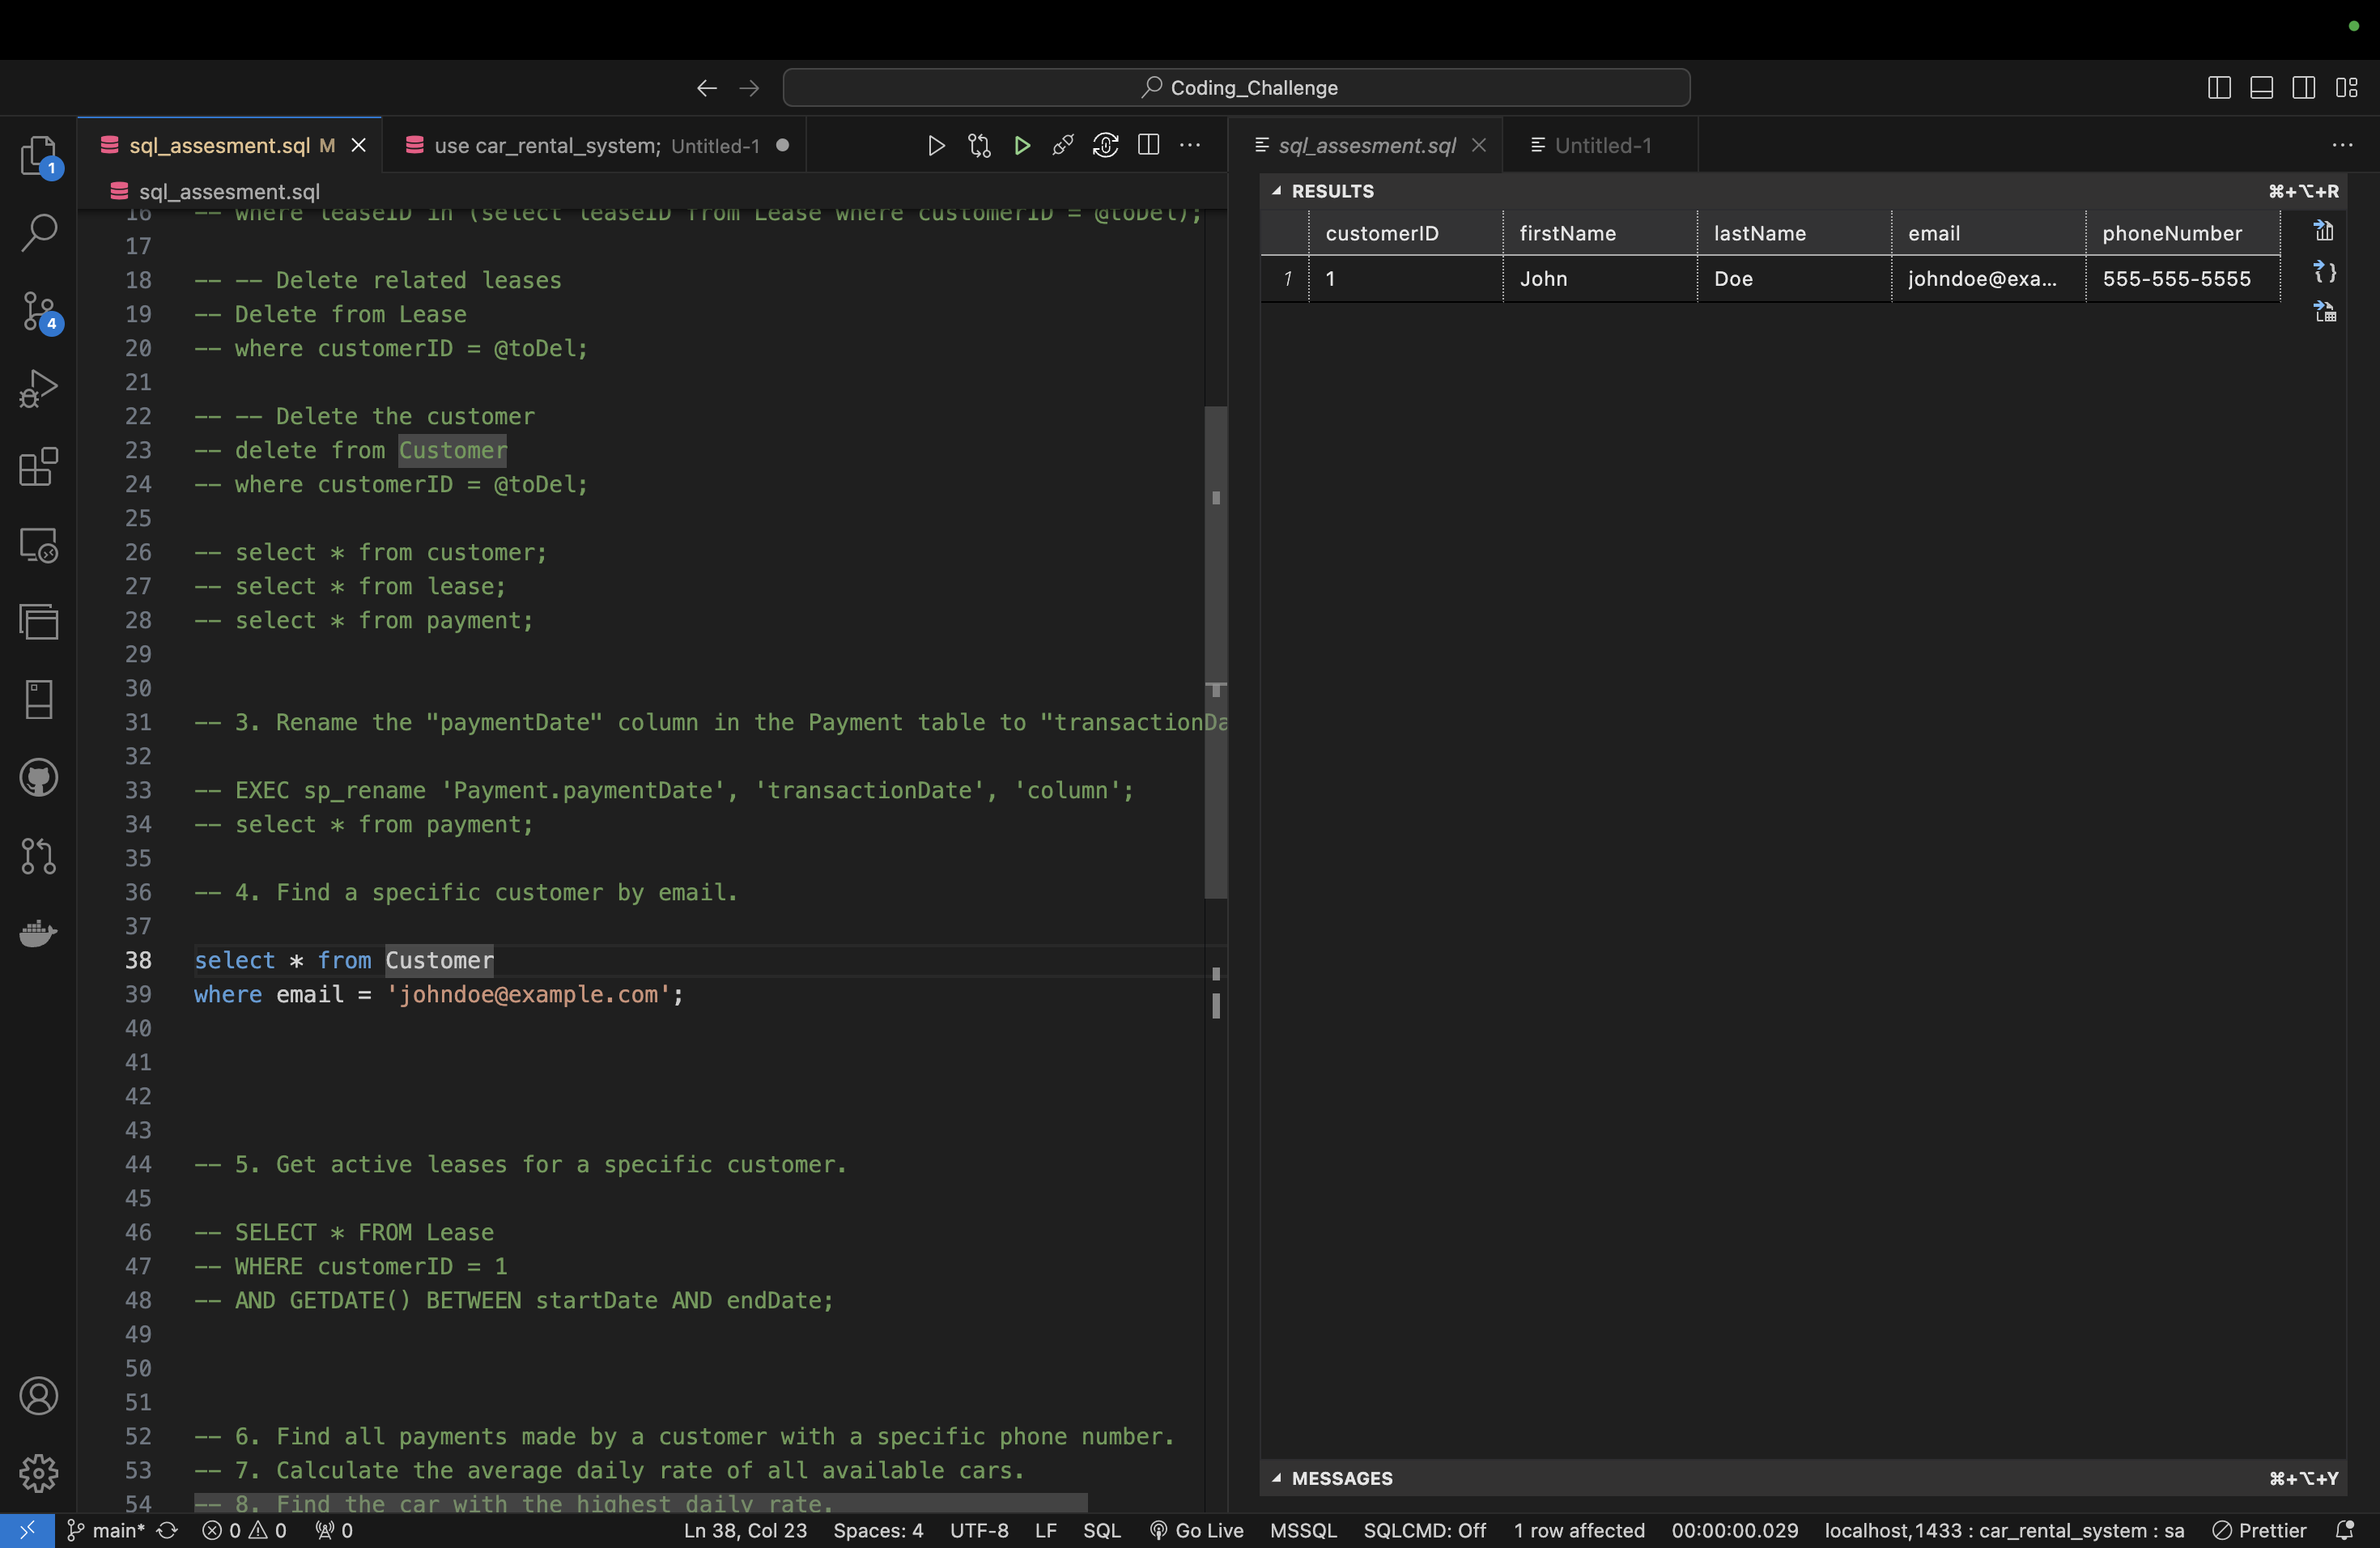 Coding_Challenge
sql_assesment.sql M
use car_rental_system; Untitled-1
sql_assesment.sql
Untitled-1
1
4
sql_assesment.sql
16 -- where leaseID in (select leaseID from Lease where customerID = @toDel);
17
18 -- -- Delete related leases
19 -- Delete from Lease
20 -- where customerID = @toDel;
21
22 -- -- Delete the customer
23 -- delete from Customer
24 -- where customerID = @toDel;
25
26 -- select * from customer;
27 -- select * from lease;
28 -- select * from payment;
29
30
31 -- 3. Rename the "paymentDate" column in the Payment table to "transactionDa
32
33 -- EXEC sp_rename 'Payment.paymentDate', 'transactionDate', 'column';
34 -- select * from payment;
35
36 -- 4. Find a specific customer by email.
37
38 select * from Customer
39 where email = 'johndoe@example.com';
40
41
42
43
44 -- 5. Get active leases for a specific customer.
45
46 -- SELECT * FROM Lease
47 -- WHERE customerID = 1
48 -- AND GETDATE() BETWEEN startDate AND endDate;
49
50
51
52 -- 6. Find all payments made by a customer with a specific phone number.
53 -- 7. Calculate the average daily rate of all available cars.
54 -- 8. Find the car with the highest daily rate.
RESULTS ⌘+⌥+R
customerID firstName lastName email phoneNumber
1 1 John Doe johndoe@exa... 555-555-5555
MESSAGES ⌘+⌥+Y
main* 0 0 0 Ln 38, Col 23 Spaces: 4 UTF-8 LF SQL Go Live MSSQL SQLCMD: Off 1 row affected 00:00:00.029 localhost,1433 : car_rental_system : sa Prettier